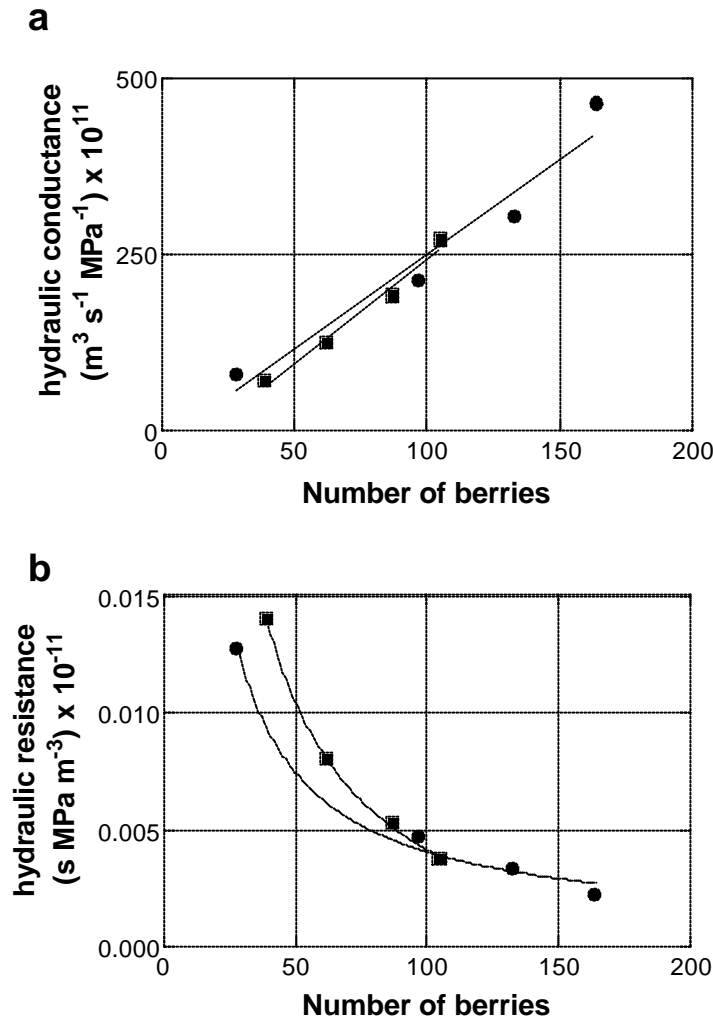 a
hydraulic conductance
(m³ s⁻¹ MPa⁻¹) x 10¹¹
500
250
0
0 50 100 150 200
Number of berries
b
hydraulic resistance
(s MPa m⁻³) x 10⁻¹¹
0.015
0.010
0.005
0.000
0 50 100 150 200
Number of berries